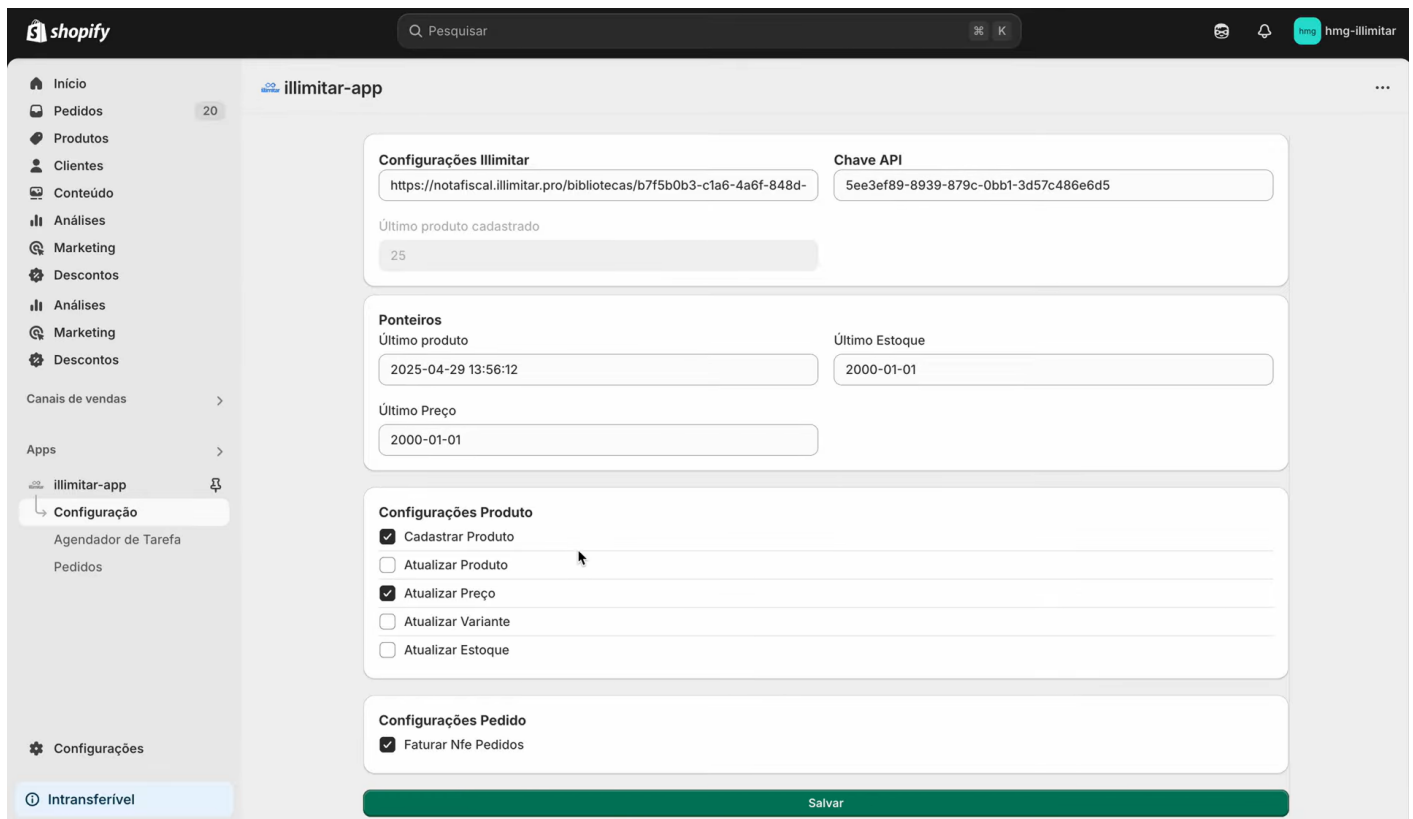 shopify
Pesquisar
⌘ K
hmg
hmg-illimitar
Início
Pedidos 20
Produtos
Clientes
Conteúdo
Análises
Marketing
Descontos
Análises
Marketing
Descontos
Canais de vendas
Apps
illimitar-app
Configuração
Agendador de Tarefa
Pedidos
Configurações
Intransferível
illimitar-app
Configurações Illimitar
https://notafiscal.illimitar.pro/bibliotecas/b7f5b0b3-c1a6-4a6f-848d-
Chave API
5ee3ef89-8939-879c-0bb1-3d57c486e6d5
Último produto cadastrado
25
Ponteiros
Último produto
2025-04-29 13:56:12
Último Estoque
2000-01-01
Último Preço
2000-01-01
Configurações Produto
Cadastrar Produto
Atualizar Produto
Atualizar Preço
Atualizar Variante
Atualizar Estoque
Configurações Pedido
Faturar Nfe Pedidos
Salvar